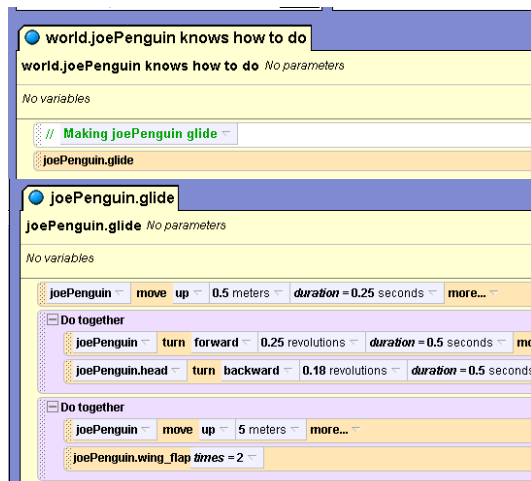 world.joePenguin knows how to do
world.joePenguin knows how to do No parameters
No variables
// Making joePenguin glide
joePenguin.glide
joePenguin.glide
joePenguin.glide No parameters
No variables
joePenguin move up 0.5 meters duration = 0.25 seconds more...
Do together
joePenguin turn forward 0.25 revolutions duration = 0.5 seconds mo
joePenguin.head turn backward 0.18 revolutions duration = 0.5 seconds
Do together
joePenguin move up 5 meters more...
joePenguin.wing_flap times = 2